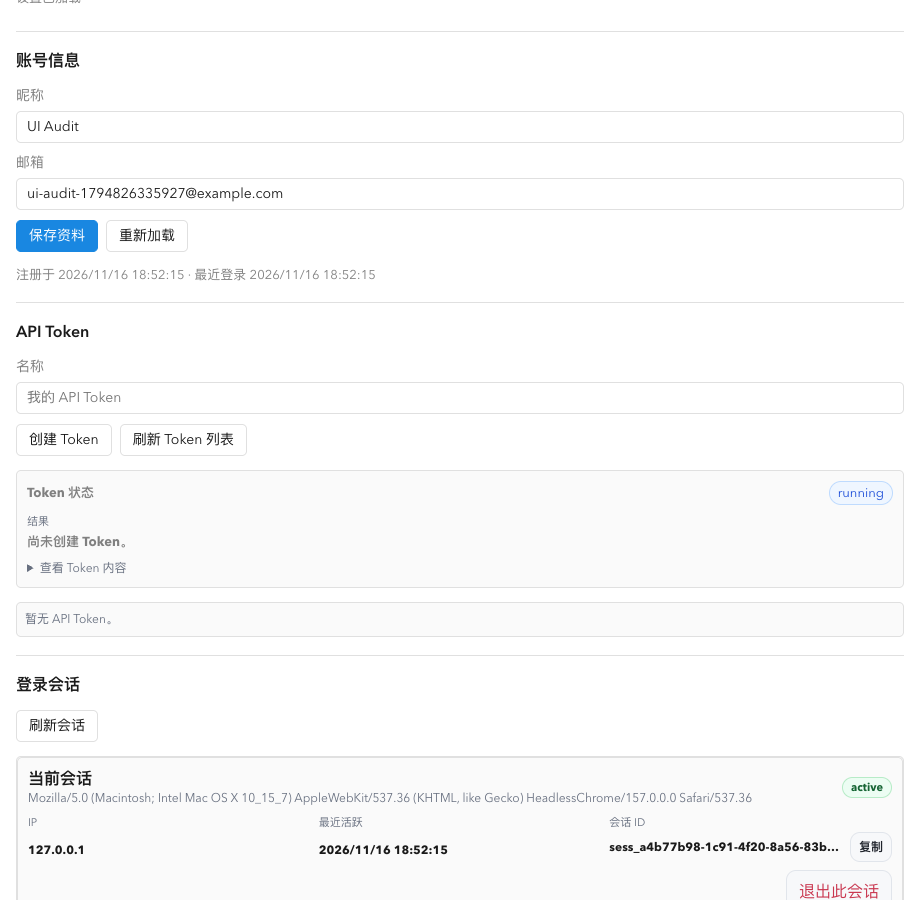 账号信息
昵称
UI Audit
邮箱
ui-audit-1794826335927@example.com
保存资料 重新加载
注册于 2026/11/16 18:52:15 · 最近登录 2026/11/16 18:52:15
API Token
名称
我的 API Token
创建 Token 刷新 Token 列表
Token 状态 running
结果
尚未创建 Token。
查看 Token 内容
暂无 API Token。
登录会话
刷新会话
当前会话
Mozilla/5.0 (Macintosh; Intel Mac OS X 10_15_7) AppleWebKit/537.36 (KHTML, like Gecko) HeadlessChrome/157.0.0.0 Safari/537.36
active
IP 最近活跃 会话 ID
127.0.0.1 2026/11/16 18:52:15 sess_a4b77b98-1c91-4f20-8a56-83b... 复制
退出此会话